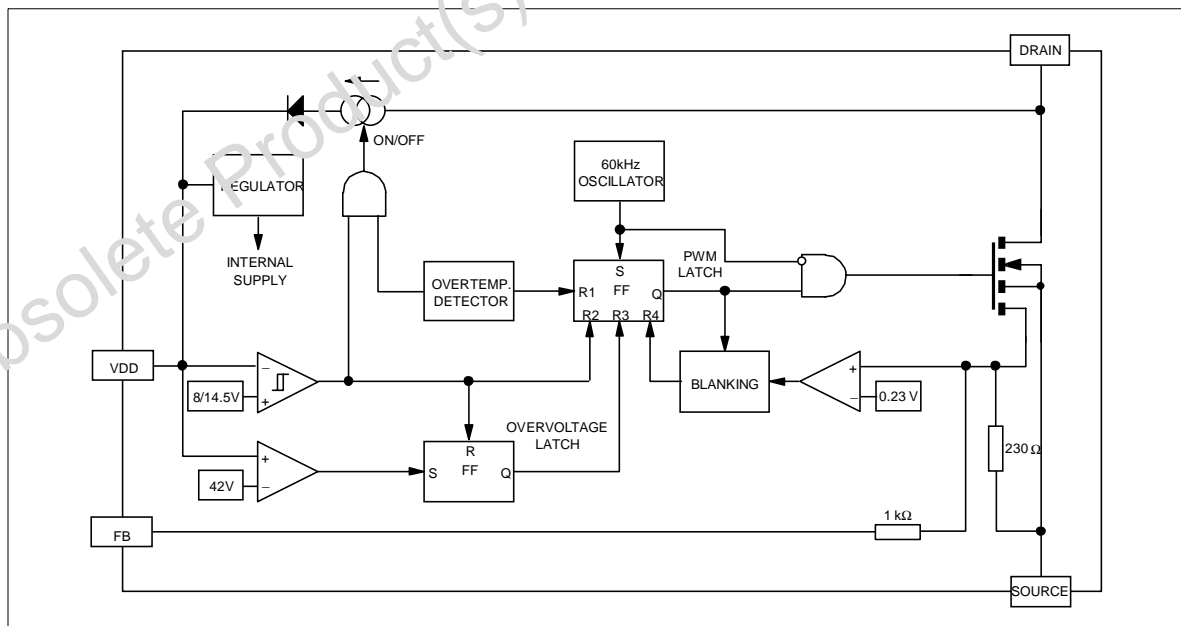 Obsolete Product(s)
DRAIN
ON/OFF
REGULATOR
INTERNAL
SUPPLY
60kHz
OSCILLATOR
PWM
LATCH
OVERTEMP.
DETECTOR
S
FF
R1
Q
R2 R3 R4
VDD
8/14.5V
BLANKING
0.23 V
230 Ω
OVERVOLTAGE
LATCH
R
FF
S
Q
42V
1 kΩ
FB
SOURCE
+
−
+
−
+
−